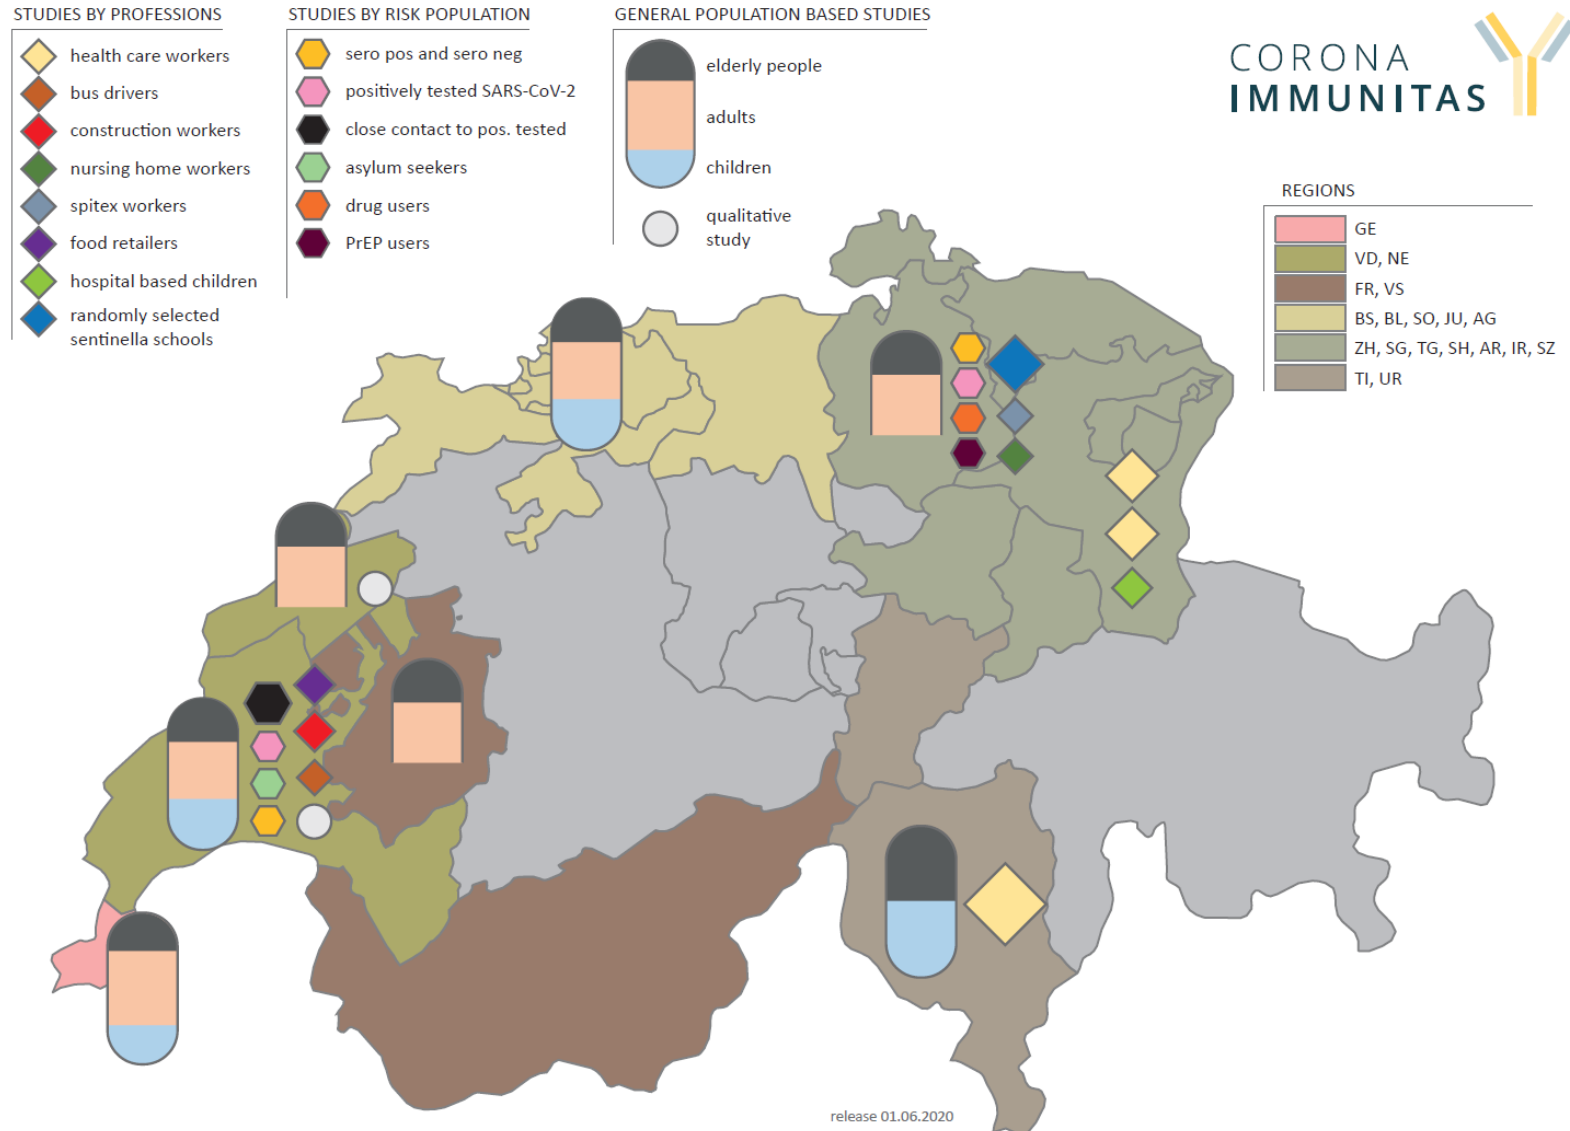 STUDIES BY PROFESSIONS
health care workers
bus drivers
construction workers
nursing home workers
spitex workers
food retailers
hospital based children
randomly selected
sentinella schools
STUDIES BY RISK POPULATION
sero pos and sero neg
positively tested SARS-CoV-2
close contact to pos. tested
asylum seekers
drug users
PrEP users
GENERAL POPULATION BASED STUDIES
elderly people
adults
children
qualitative
study
CORONA
IMMUNITAS
REGIONS
GE
VD, NE
FR, VS
BS, BL, SO, JU, AG
ZH, SG, TG, SH, AR, IR, SZ
TI, UR
release 01.06.2020